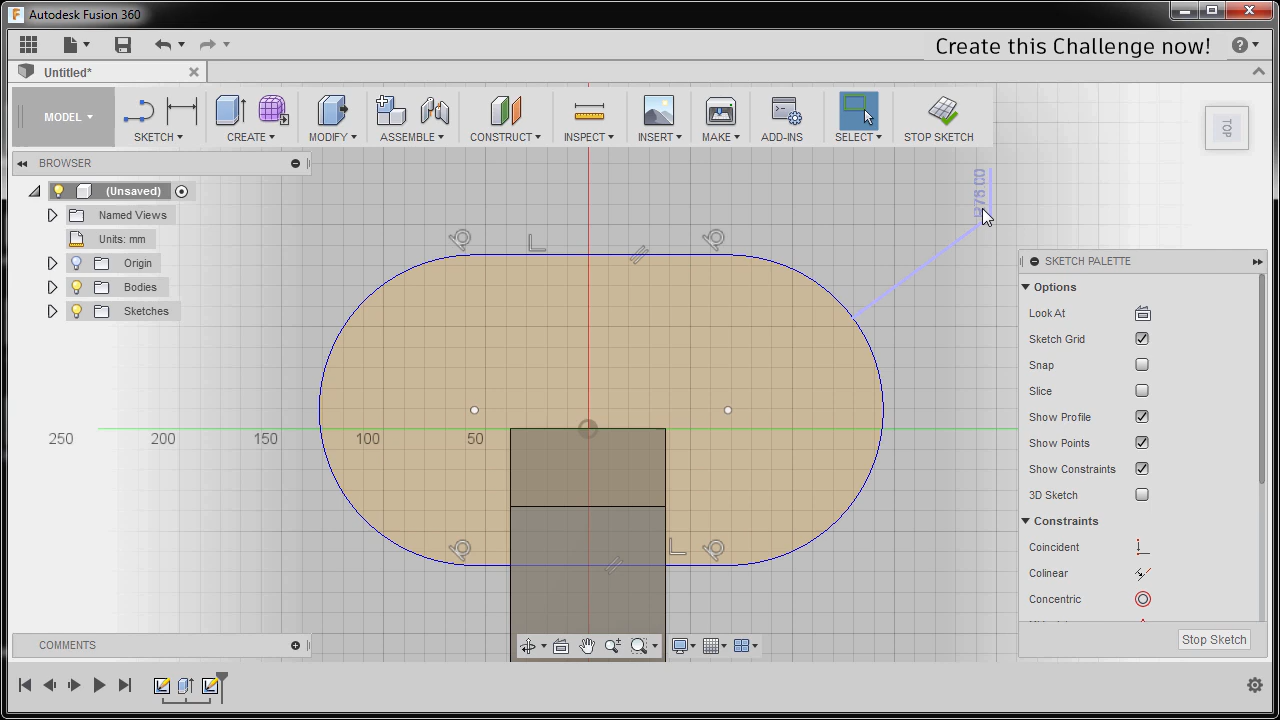 Autodesk Fusion 360
Create this Challenge now!
Untitled*
MODEL
SKETCH
CREATE
MODIFY
ASSEMBLE
CONSTRUCT
INSPECT
INSERT
MAKE
ADD-INS
SELECT
STOP SKETCH
TOP
BROWSER
(Unsaved)
Named Views
Units: mm
Origin
Bodies
Sketches
250
200
150
100
50
SKETCH PALETTE
Options
Look At
Sketch Grid
Snap
Slice
Show Profile
Show Points
Show Constraints
3D Sketch
Constraints
Coincident
Colinear
Concentric
Stop Sketch
COMMENTS